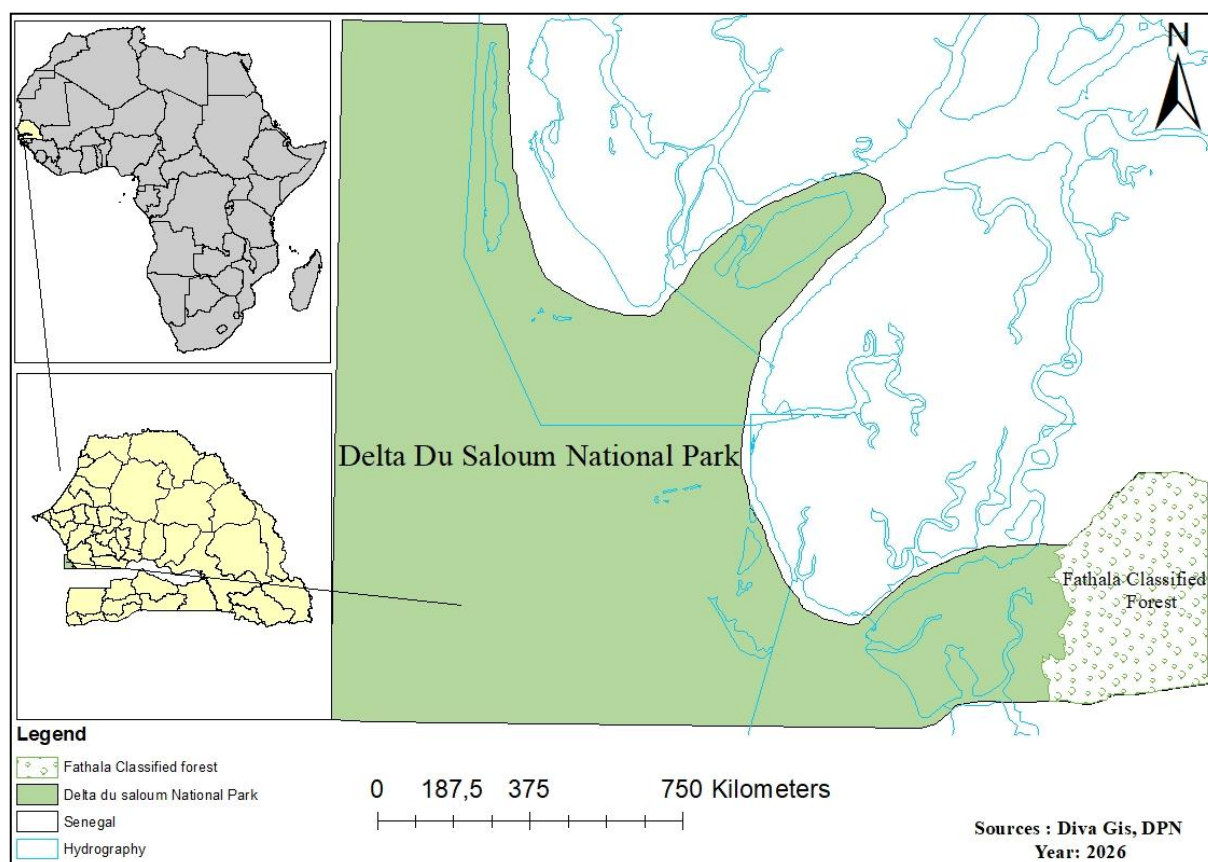 N
Delta Du Saloum National Park
Fathala Classified
Forest
Legend
Fathala Classified forest
Delta du saloum National Park
Senegal
Hydrography
0 187,5 375 750 Kilometers
Sources : Diva Gis, DPN
Year: 2026